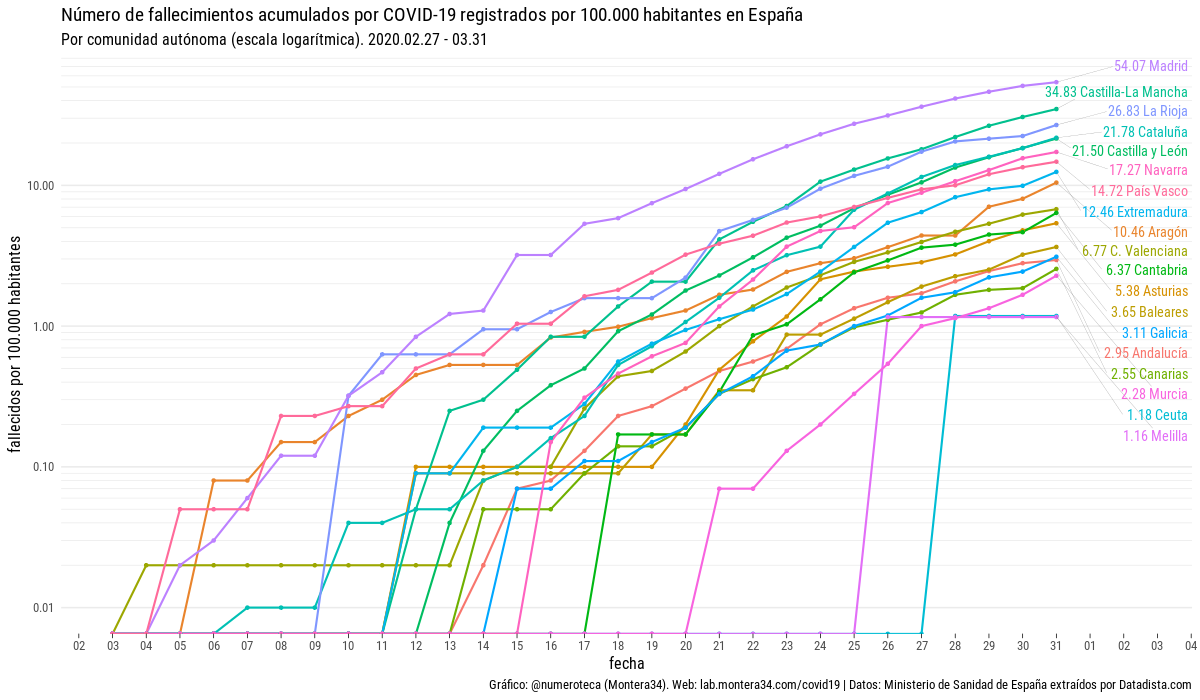 Número de fallecimientos acumulados por COVID-19 registrados por 100.000 habitantes en España
Por comunidad autónoma (escala logarítmica). 2020.02.27 - 03.31
fallecidos por 100.000 habitantes
10.00
1.00
0.10
0.01
54.07 Madrid
34.83 Castilla-La Mancha
26.83 La Rioja
21.78 Cataluña
21.50 Castilla y León
17.27 Navarra
14.72 País Vasco
12.46 Extremadura
10.46 Aragón
6.77 C. Valenciana
6.37 Cantabria
5.38 Asturias
3.65 Baleares
3.11 Galicia
2.95 Andalucía
2.55 Canarias
2.28 Murcia
1.18 Ceuta
1.16 Melilla
02 03 04 05 06 07 08 09 10 11 12 13 14 15 16 17 18 19 20 21 22 23 24 25 26 27 28 29 30 31 01 02 03 04
fecha
Gráfico: @numeroteca (Montera34). Web: lab.montera34.com/covid19 | Datos: Ministerio de Sanidad de España extraídos por Datadista.com